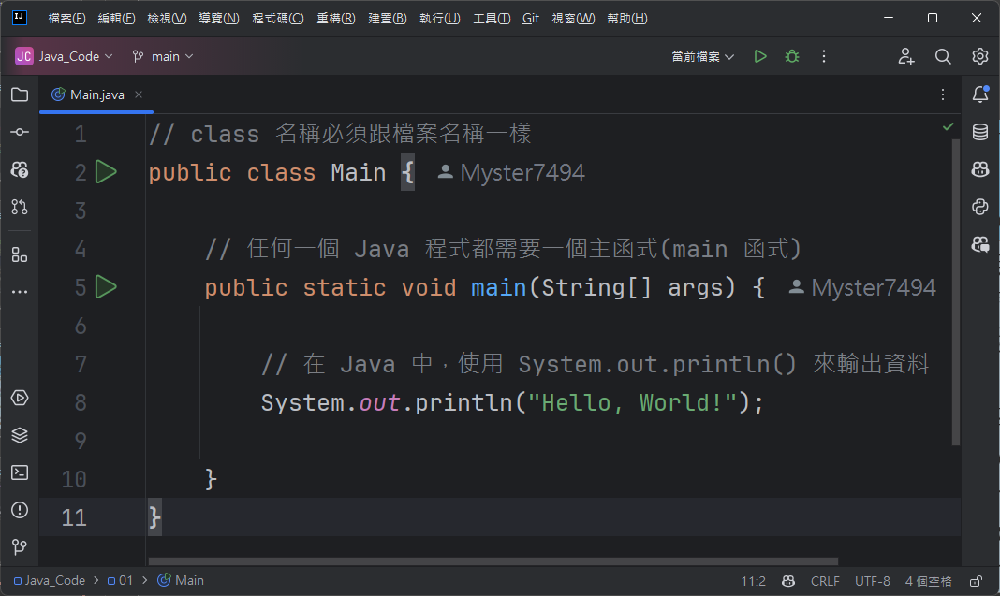 檔案(F) 編輯(E) 檢視(V) 導覽(N) 程式碼(C) 重構(R) 建置(B) 執行(U) 工具(T) Git 視窗(W) 幫助(H)
JC Java_Code main 當前檔案
Main.java
1 // class 名稱必須跟檔案名稱一樣
2 public class Main { Myster7494
3
4 // 任何一個 Java 程式都需要一個主函式(main 函式)
5 public static void main(String[] args) { Myster7494
6
7 // 在 Java 中，使用 System.out.println() 來輸出資料
8 System.out.println("Hello, World!");
9
10 }
11 }
Java_Code > 01 > Main 11:2 CRLF UTF-8 4 個空格